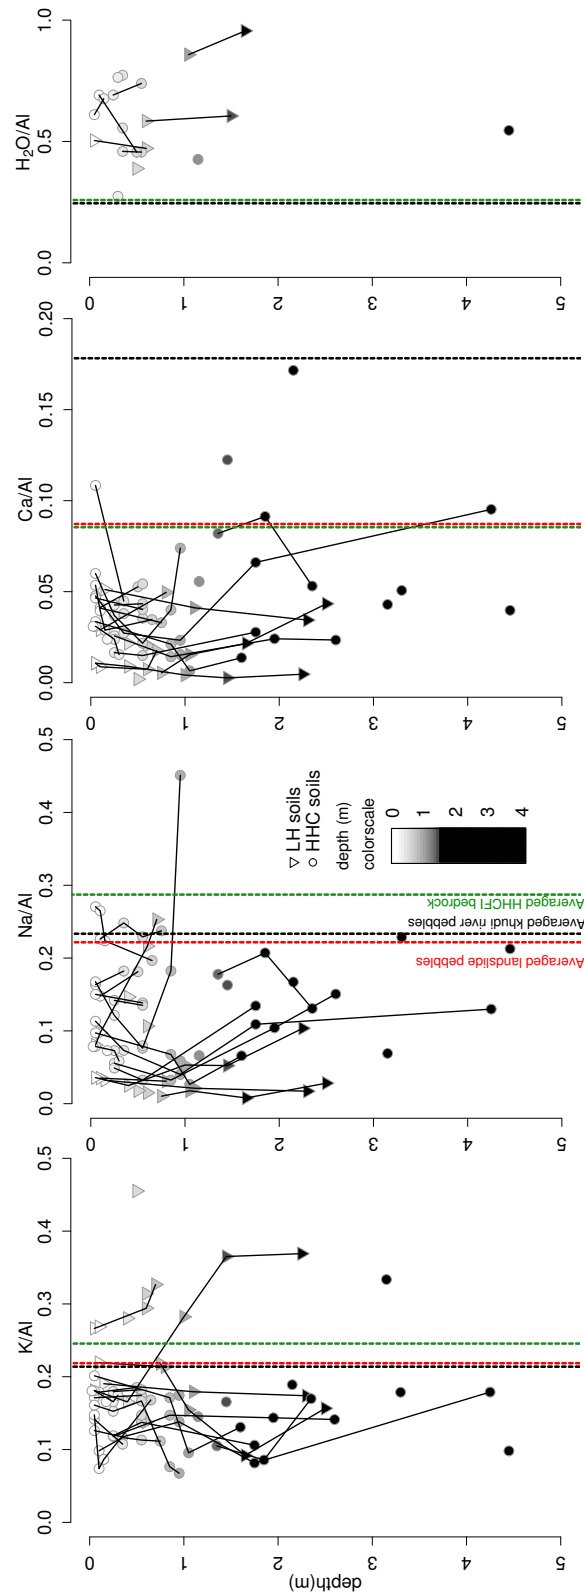 K/Al
0.0 0.1 0.2 0.3 0.4 0.5
depth(m)
0 1 2 3 4 5
Na/Al
0.0 0.1 0.2 0.3 0.4 0.5
0 1 2 3 4 5
LH soils
HHC soils
depth (m)
colorscale
0 1 2 3 4
Averaged HHCFI bedrock
Averaged khudi river pebbles
Averaged landslide pebbles
Ca/Al
0.00 0.05 0.10 0.15 0.20
0 1 2 3 4 5
H₂O/Al
0.0 0.5 1.0
0 1 2 3 4 5